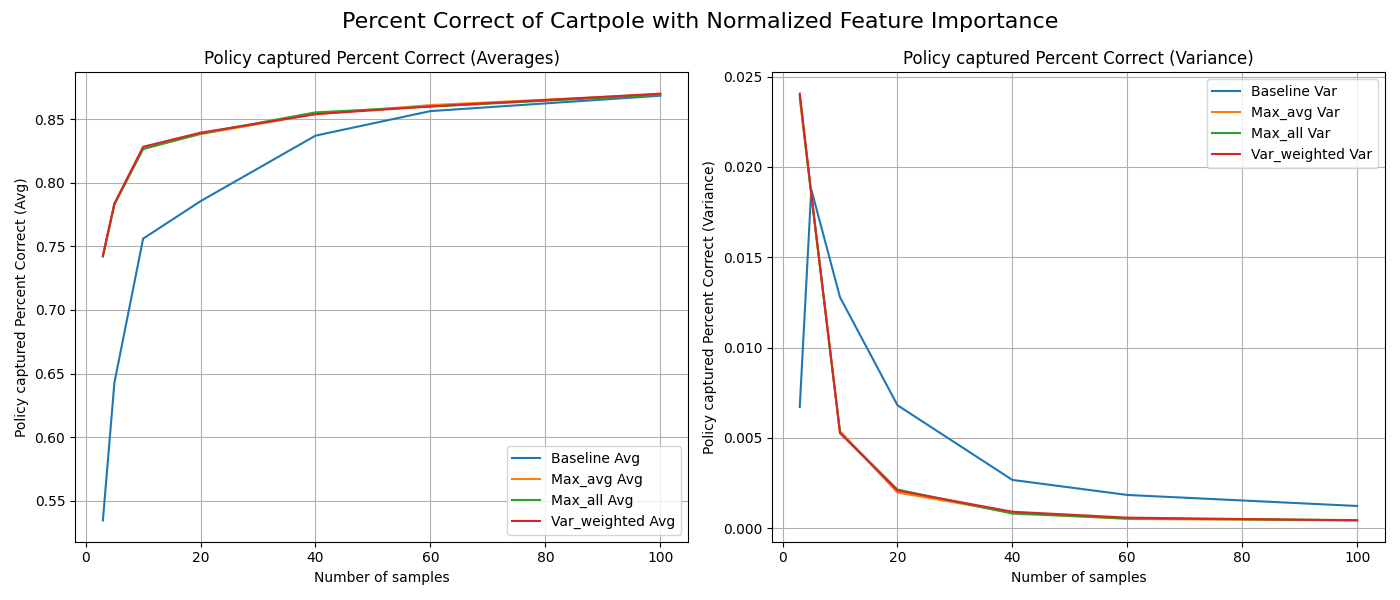 Percent Correct of Cartpole with Normalized Feature Importance
Policy captured Percent Correct (Averages)
Policy captured Percent Correct (Avg)
0.85
0.80
0.75
0.70
0.65
0.60
0.55
0
20
40
60
80
100
Number of samples
Baseline Avg
Max_avg Avg
Max_all Avg
Var_weighted Avg
Policy captured Percent Correct (Variance)
Policy captured Percent Correct (Variance)
0.025
0.020
0.015
0.010
0.005
0.000
0
20
40
60
80
100
Number of samples
Baseline Var
Max_avg Var
Max_all Var
Var_weighted Var